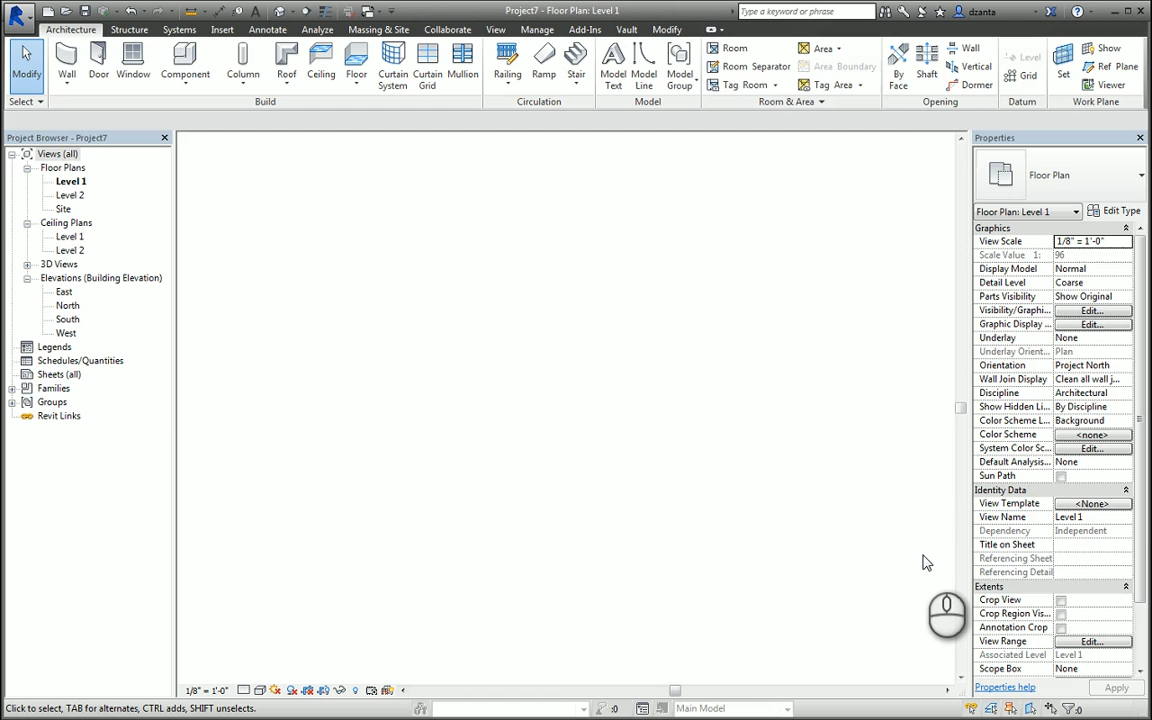 Project7 - Floor Plan: Level 1
Type a keyword or phrase
dzanta
Architecture Structure Systems Insert Annotate Analyze Massing & Site Collaborate View Manage Add-Ins Vault Modify
Modify Wall Door Window Component Column Roof Ceiling Floor Curtain System Curtain Grid Mullion Railing Ramp Stair Model Text Model Line Model Group
Room Area
Room Separator Area Boundary
Tag Room Tag Area
By Face Shaft Wall
Vertical
Dormer
Level
Grid
Set Show
Ref Plane
Viewer
Select Build Circulation Model Room & Area Opening Datum Work Plane
Project Browser - Project7
Views (all)
Floor Plans
Level 1
Level 2
Site
Ceiling Plans
Level 1
Level 2
3D Views
Elevations (Building Elevation)
East
North
South
West
Legends
Schedules/Quantities
Sheets (all)
Families
Groups
Revit Links
Properties
Floor Plan
Floor Plan: Level 1 Edit Type
Graphics
View Scale 1/8" = 1'-0"
Scale Value 1: 96
Display Model Normal
Detail Level Coarse
Parts Visibility Show Original
Visibility/Graphi... Edit...
Graphic Display ... Edit...
Underlay None
Underlay Orient... Plan
Orientation Project North
Wall Join Display Clean all wall j...
Discipline Architectural
Show Hidden Li... By Discipline
Color Scheme L... Background
Color Scheme <none>
System Color Sc... Edit...
Default Analysis... None
Sun Path
Identity Data
View Template <None>
View Name Level 1
Dependency Independent
Title on Sheet
Referencing Sheet
Referencing Detail
Extents
Crop View
Crop Region Vis...
Annotation Crop
View Range Edit...
Associated Level Level 1
Scope Box None
Properties help Apply
1/8" = 1'-0"
Click to select, TAB for alternates, CTRL adds, SHIFT unselects.
:0
Main Model
:0